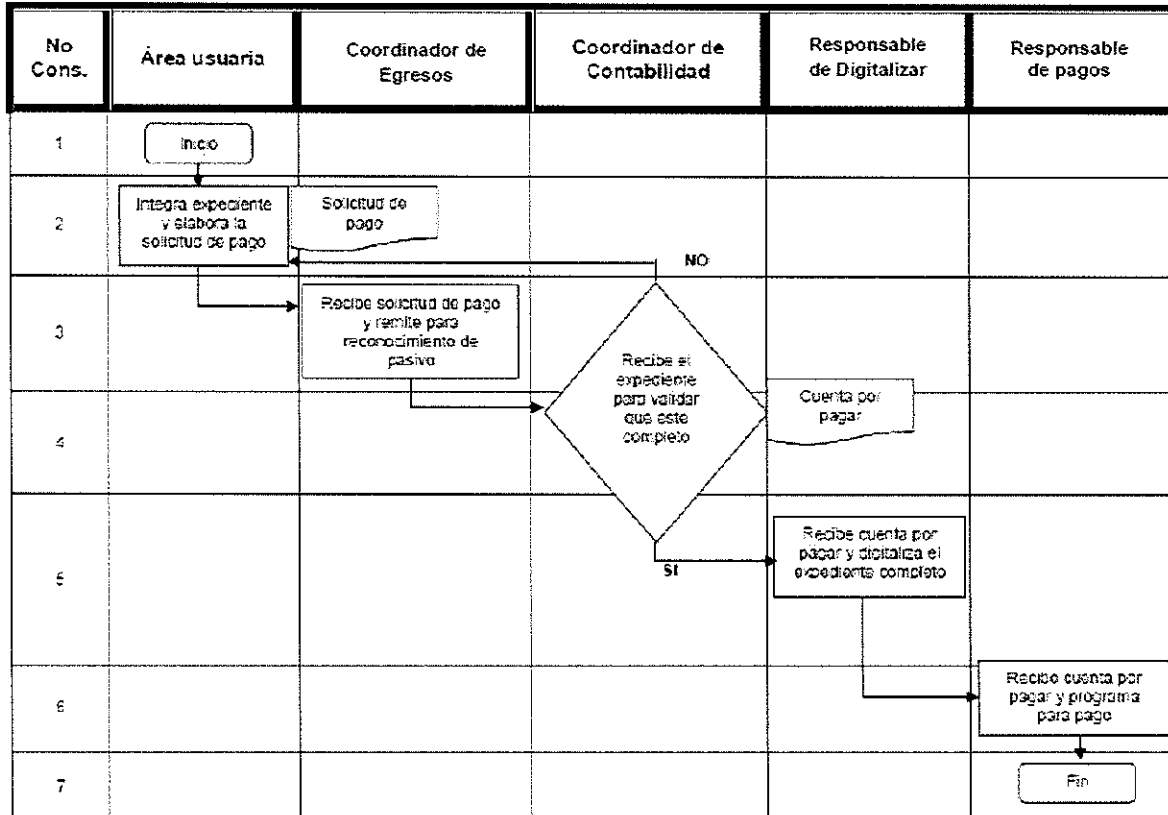 No
Cons.
Área usuaria
Coordinador de
Egresos
Coordinador de
Contabilidad
Responsable
de Digitalizar
Responsable
de pagos
1
Inicio
2
Integra expediente
y elabora la
solicitud de pago
Solicitud de
pago
NO
3
Recibe solicitud de pago
y remite para
reconocimiento de
pasivo
Recibe el
expediente
para validar
que este
completo
4
Cuenta por
pagar
5
SI
Recibe cuenta por
pagar y digitaliza el
expediente completo
6
Recibe cuenta por
pagar y programa
para pago
7
Fin